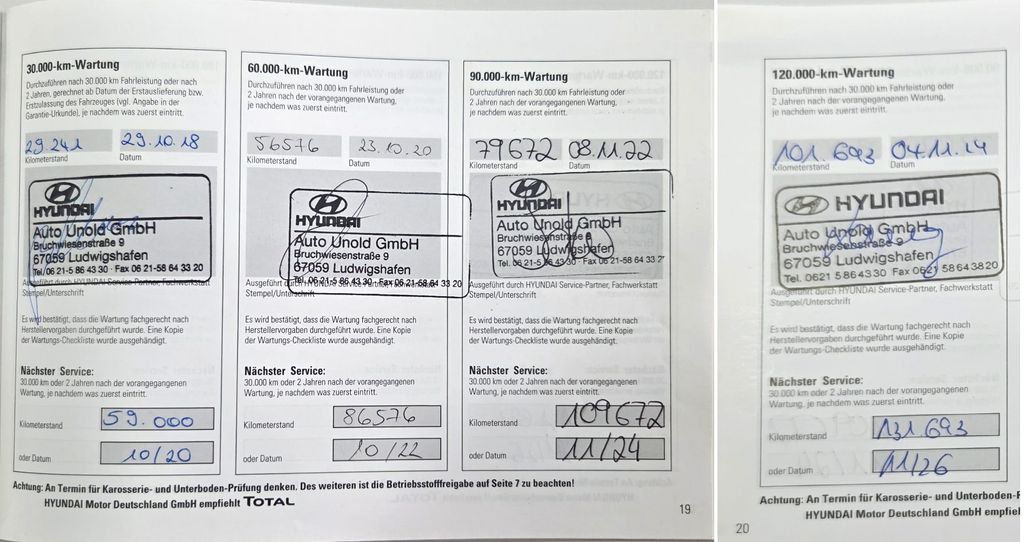 30.000-km-Wartung
Durchzuführen nach 30.000 km Fahrleistung oder nach
2 Jahren, gerechnet ab Datum der Erstauslieferung bzw.
Erstzulassung des Fahrzeuges (vgl. Angabe in der
Garantie-Urkunde), je nachdem was zuerst eintritt.
29.241 29.10.18
Kilometerstand Datum
HYUNDAI
Auto Unold GmbH
Bruchwiesenstraße 9
67059 Ludwigshafen
Tel. 06 21-5 86 43 30 · Fax 06 21-58 64 33 20
Ausgeführt durch HYUNDAI Service-Partner, Fachwerkstatt
Stempel/Unterschrift
Es wird bestätigt, dass die Wartung fachgerecht nach
Herstellervorgaben durchgeführt wurde. Eine Kopie
der Wartungs-Checkliste wurde ausgehändigt.
Nächster Service:
30.000 km oder 2 Jahren nach der vorangegangenen
Wartung, je nachdem was zuerst eintritt.
Kilometerstand 59.000
oder Datum 10/20
60.000-km-Wartung
Durchzuführen nach 30.000 km Fahrleistung oder
2 Jahren nach der vorangegangenen Wartung,
je nachdem was zuerst eintritt.
56576 23.10.20
Kilometerstand Datum
HYUNDAI
Auto Unold GmbH
Bruchwiesenstraße 9
67059 Ludwigshafen
Tel. 06 21-5 86 43 30 · Fax 06 21-58 64 33 20
Ausgeführt durch HYUNDAI Service-Partner, Fachwerkstatt
Stempel/Unterschrift
Es wird bestätigt, dass die Wartung fachgerecht nach
Herstellervorgaben durchgeführt wurde. Eine Kopie
der Wartungs-Checkliste wurde ausgehändigt.
Nächster Service:
30.000 km oder 2 Jahren nach der vorangegangenen
Wartung, je nachdem was zuerst eintritt.
Kilometerstand 86576
oder Datum 10/22
90.000-km-Wartung
Durchzuführen nach 30.000 km Fahrleistung oder
2 Jahren nach der vorangegangenen Wartung,
je nachdem was zuerst eintritt.
79672 08.11.22
Kilometerstand Datum
HYUNDAI
Auto Unold GmbH
Bruchwiesenstraße 9
67059 Ludwigshafen
Tel. 06 21-5 86 43 30 · Fax 06 21-58 64 33 2
Ausgeführt durch HYUNDAI Service-Partner, Fachwerkstatt
Stempel/Unterschrift
Es wird bestätigt, dass die Wartung fachgerecht nach
Herstellervorgaben durchgeführt wurde. Eine Kopie
der Wartungs-Checkliste wurde ausgehändigt.
Nächster Service:
30.000 km oder 2 Jahren nach der vorangegangenen
Wartung, je nachdem was zuerst eintritt.
Kilometerstand 109672
oder Datum 11/24
Achtung: An Termin für Karosserie- und Unterboden-Prüfung denken. Des weiteren ist die Betriebsstofffreigabe auf Seite 7 zu beachten!
HYUNDAI Motor Deutschland GmbH empfiehlt TOTAL
19
120.000-km-Wartung
Durchzuführen nach 30.000 km Fahrleistung oder
2 Jahren nach der vorangegangenen Wartung,
je nachdem was zuerst eintritt.
101.693 04.11.24
Kilometerstand Datum
HYUNDAI
Auto Unold GmbH
Bruchwiesenstraße 9
67059 Ludwigshafen
Tel. 0621 5864330 Fax 0621 58643820
Ausgeführt durch HYUNDAI Service-Partner, Fachwerkstatt
Stempel/Unterschrift
Es wird bestätigt, dass die Wartung fachgerecht nach
Herstellervorgaben durchgeführt wurde. Eine Kopie
der Wartungs-Checkliste wurde ausgehändigt.
Nächster Service:
30.000 km oder 2 Jahren nach der vorangegangenen
Wartung, je nachdem was zuerst eintritt.
Kilometerstand 131.693
oder Datum 11/26
Achtung: An Termin für Karosserie- und Unterboden-
HYUNDAI Motor Deutschland GmbH
20